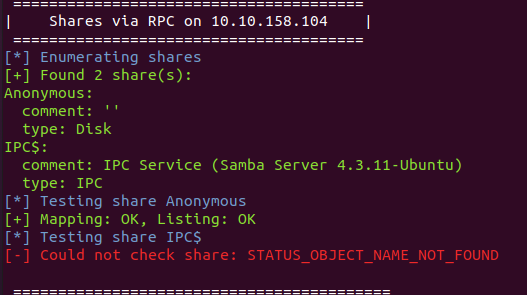 ========================================
|    Shares via RPC on 10.10.158.104    |
========================================
[*] Enumerating shares
[+] Found 2 share(s):
Anonymous:
  comment: ''
  type: Disk
IPC$:
  comment: IPC Service (Samba Server 4.3.11-Ubuntu)
  type: IPC
[*] Testing share Anonymous
[+] Mapping: OK, Listing: OK
[*] Testing share IPC$
[-] Could not check share: STATUS_OBJECT_NAME_NOT_FOUND
===========================================